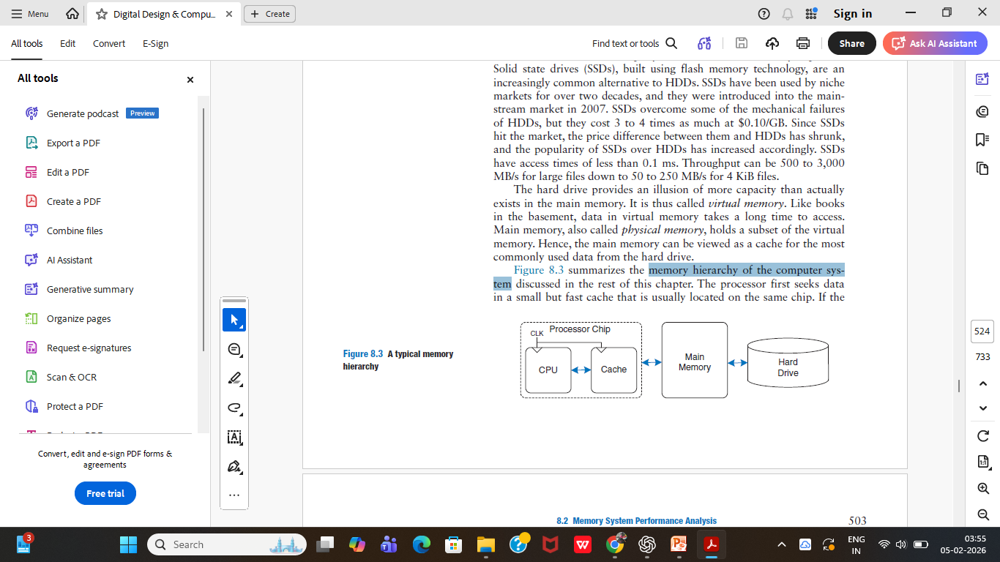 Menu
Digital Design & Compu...
Create
Sign in
All tools
Edit
Convert
E-Sign
Find text or tools
Share
Ask AI Assistant
All tools
Generate podcast
Preview
Export a PDF
Edit a PDF
Create a PDF
Combine files
AI Assistant
Generative summary
Organize pages
Request e-signatures
Scan & OCR
Protect a PDF
Convert, edit and e-sign PDF forms &
agreements
Free trial
Solid state drives (SSDs), built using flash memory technology, are an
increasingly common alternative to HDDs. SSDs have been used by niche
markets for over two decades, and they were introduced into the main-
stream market in 2007. SSDs overcome some of the mechanical failures
of HDDs, but they cost 3 to 4 times as much at $0.10/GB. Since SSDs
hit the market, the price difference between them and HDDs has shrunk,
and the popularity of SSDs over HDDs has increased accordingly. SSDs
have access times of less than 0.1 ms. Throughput can be 500 to 3,000
MB/s for large files down to 50 to 250 MB/s for 4 KiB files.
The hard drive provides an illusion of more capacity than actually
exists in the main memory. It is thus called virtual memory. Like books
in the basement, data in virtual memory takes a long time to access.
Main memory, also called physical memory, holds a subset of the virtual
memory. Hence, the main memory can be viewed as a cache for the most
commonly used data from the hard drive.
Figure 8.3 summarizes the memory hierarchy of the computer sys-
tem discussed in the rest of this chapter. The processor first seeks data
in a small but fast cache that is usually located on the same chip. If the
Figure 8.3 A typical memory
hierarchy
Processor Chip
CLK
CPU
Cache
Main
Memory
Hard
Drive
8.2 Memory System Performance Analysis
503
524
733
1:1
3
Search
ENG
IN
03:55
05-02-2026